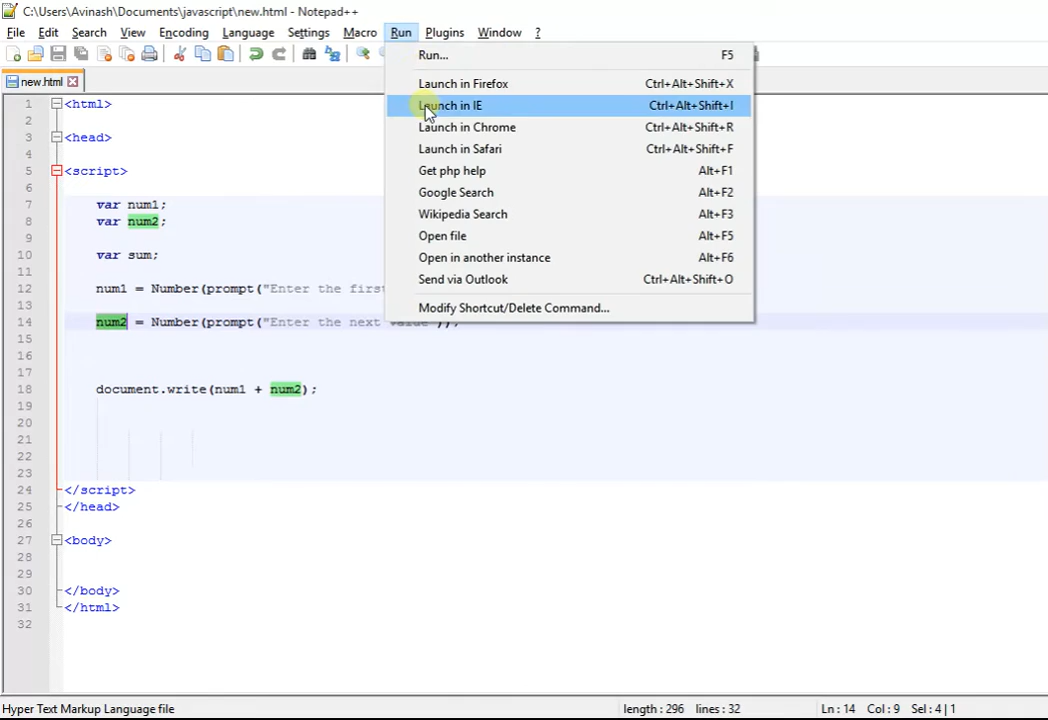 C:\Users\Avinash\Documents\javascript\new.html - Notepad++
File Edit Search View Encoding Language Settings Macro Run Plugins Window ?
new.html
Run... F5
Launch in Firefox Ctrl+Alt+Shift+X
Launch in IE Ctrl+Alt+Shift+I
Launch in Chrome Ctrl+Alt+Shift+R
Launch in Safari Ctrl+Alt+Shift+F
Get php help Alt+F1
Google Search Alt+F2
Wikipedia Search Alt+F3
Open file Alt+F5
Open in another instance Alt+F6
Send via Outlook Ctrl+Alt+Shift+O
Modify Shortcut/Delete Command...
1 <html>
2
3 <head>
4
5 <script>
6
7 var num1;
8 var num2;
9
10 var sum;
11
12 num1 = Number(prompt("Enter the first
13
14 num2 = Number(prompt("Enter the next value"));
15
16
17
18 document.write(num1 + num2);
19
20
21
22
23
24 </script>
25 </head>
26
27 <body>
28
29
30 </body>
31 </html>
32
Hyper Text Markup Language file length : 296 lines : 32 Ln : 14 Col : 9 Sel : 4 | 1